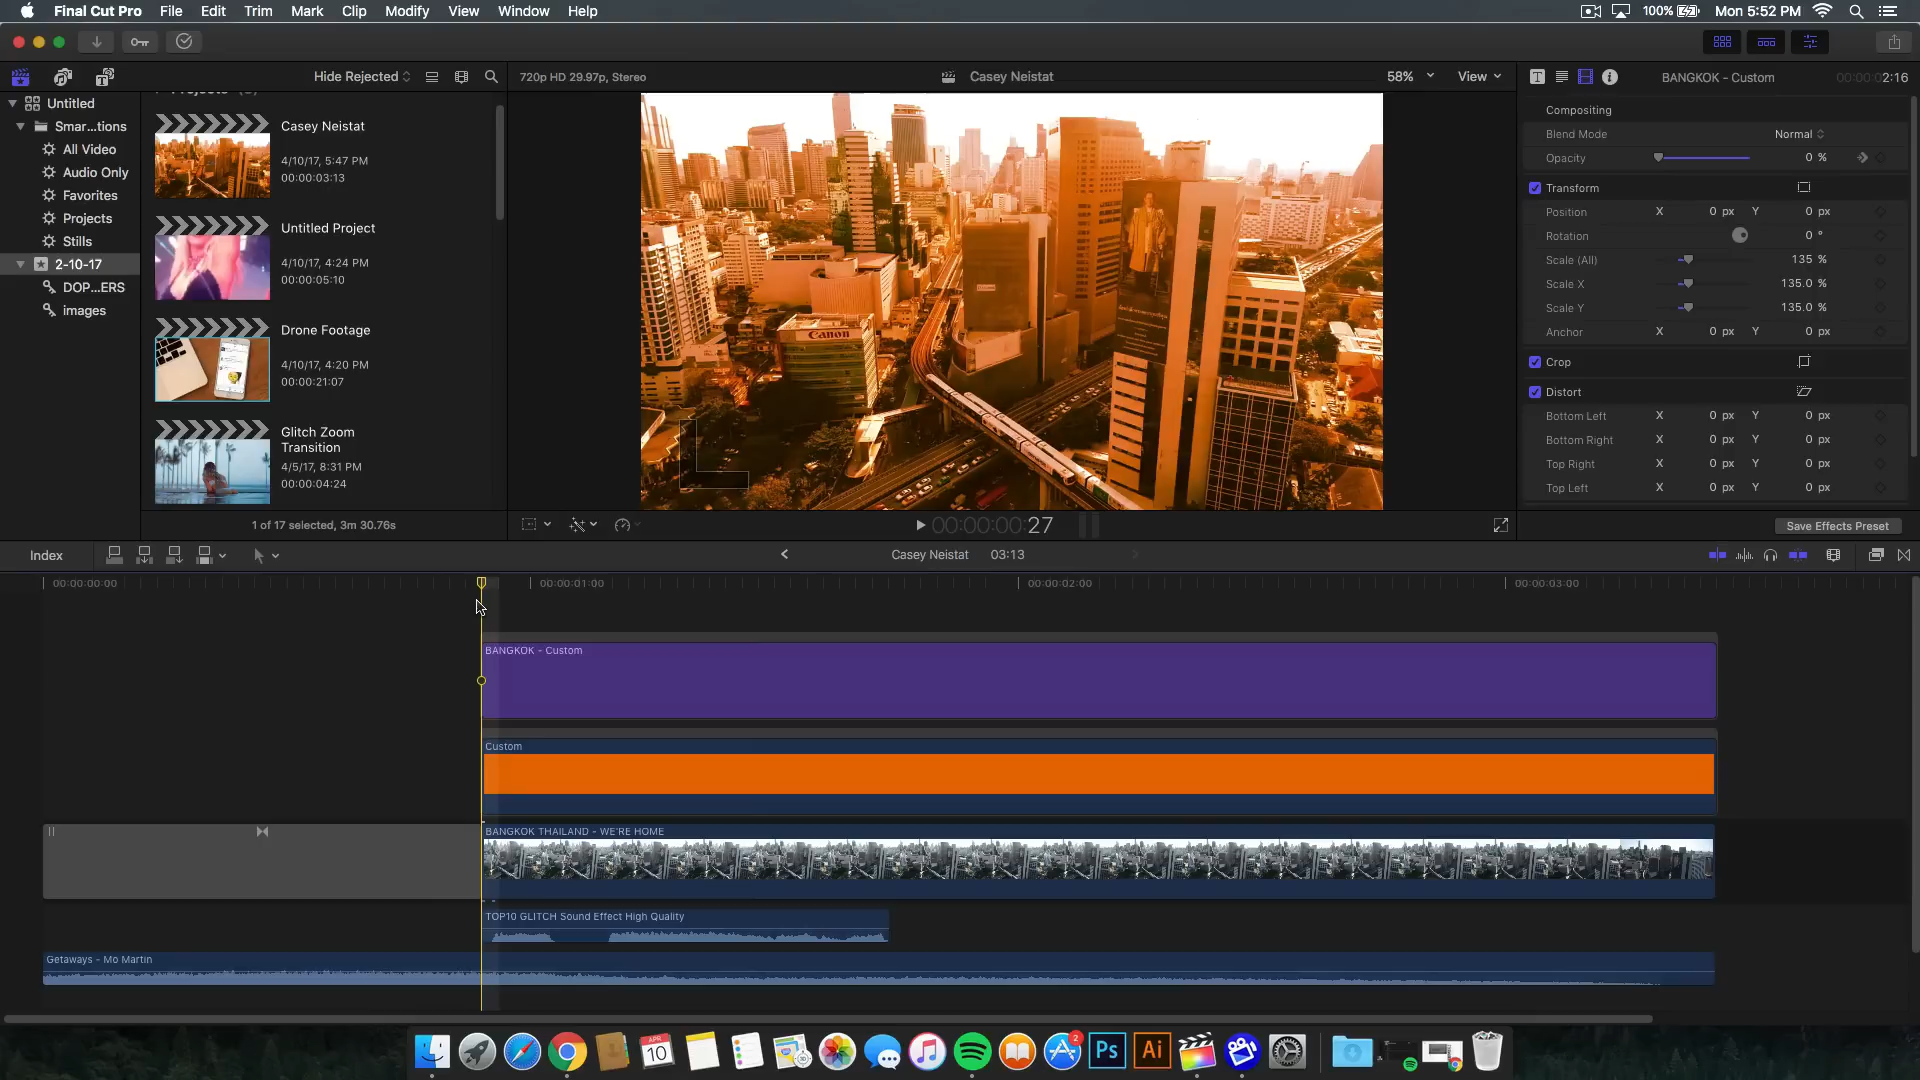 Final Cut Pro File Edit Trim Mark Clip Modify View Window Help 100% Mon 5:52 PM
Hide Rejected
720p HD 29.97p, Stereo
Casey Neistat
58%
View
BANGKOK - Custom
2:16
Untitled
Smar...tions
All Video
Audio Only
Favorites
Projects
Stills
2-10-17
DOP...ERS
images
Casey Neistat
4/10/17, 5:47 PM
00:00:03:13
Untitled Project
4/10/17, 4:24 PM
00:00:05:10
Drone Footage
4/10/17, 4:20 PM
00:00:21:07
Glitch Zoom
Transition
4/5/17, 8:31 PM
00:00:04:24
1 of 17 selected, 3m 30.76s
Canon
00:00:00:27
Compositing
Blend Mode Normal
Opacity 0 %
Transform
Position X 0 px Y 0 px
Rotation 0 °
Scale (All) 135 %
Scale X 135.0 %
Scale Y 135.0 %
Anchor X 0 px Y 0 px
Crop
Distort
Bottom Left X 0 px Y 0 px
Bottom Right X 0 px Y 0 px
Top Right X 0 px Y 0 px
Top Left X 0 px Y 0 px
Save Effects Preset
Index
Casey Neistat 03:13
00:00:00:00 00:00:01:00 00:00:02:00 00:00:03:00
BANGKOK - Custom
Custom
BANGKOK THAILAND - WE'RE HOME
TOP10 GLITCH Sound Effect High Quality
Getaways - Mo Martin
APR
10
2
Ps
Ai